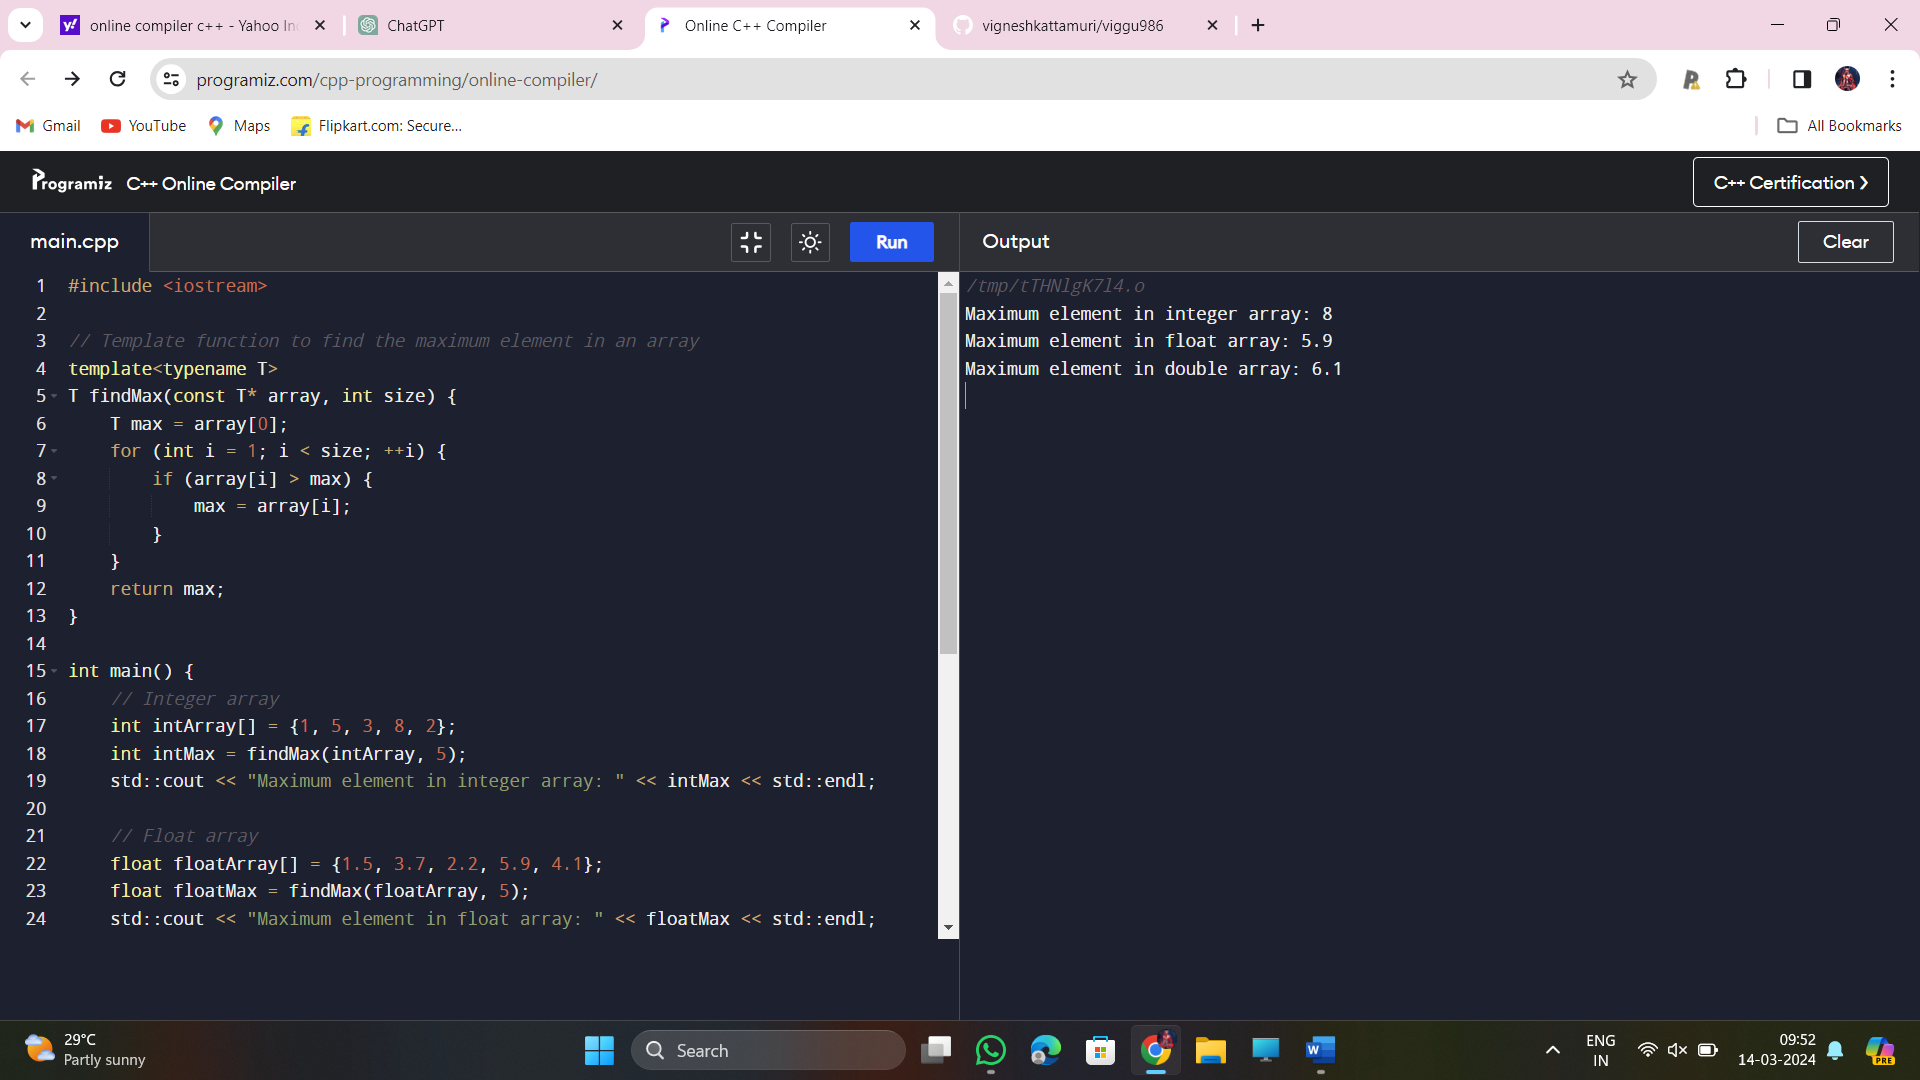 online compiler c++ - Yahoo In
ChatGPT
Online C++ Compiler
vigneshkattamuri/viggu986
programiz.com/cpp-programming/online-compiler/
Gmail
YouTube
Maps
Flipkart.com: Secure...
All Bookmarks
Programiz C++ Online Compiler
C++ Certification
main.cpp
Run
Output
Clear
1 #include <iostream>
2
3 // Template function to find the maximum element in an array
4 template<typename T>
5 T findMax(const T* array, int size) {
6     T max = array[0];
7     for (int i = 1; i < size; ++i) {
8         if (array[i] > max) {
9             max = array[i];
10         }
11     }
12     return max;
13 }
14
15 int main() {
16     // Integer array
17     int intArray[] = {1, 5, 3, 8, 2};
18     int intMax = findMax(intArray, 5);
19     std::cout << "Maximum element in integer array: " << intMax << std::endl;
20
21     // Float array
22     float floatArray[] = {1.5, 3.7, 2.2, 5.9, 4.1};
23     float floatMax = findMax(floatArray, 5);
24     std::cout << "Maximum element in float array: " << floatMax << std::endl;
/tmp/tTHNlgK7l4.o
Maximum element in integer array: 8
Maximum element in float array: 5.9
Maximum element in double array: 6.1
29°C
Partly sunny
Search
ENG
IN
09:52
14-03-2024
PRE